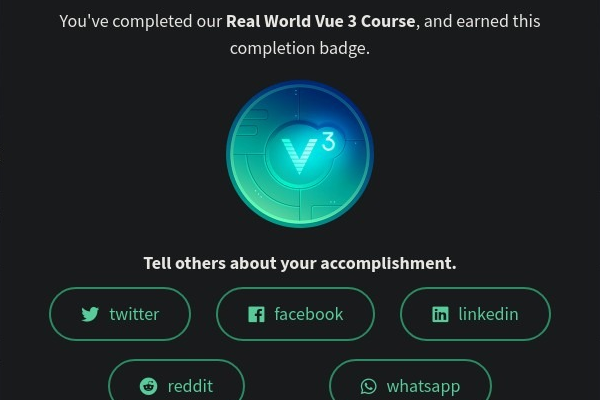 You've completed our Real World Vue 3 Course, and earned this
completion badge.
V 3
Tell others about your accomplishment.
twitter facebook linkedin
reddit whatsapp